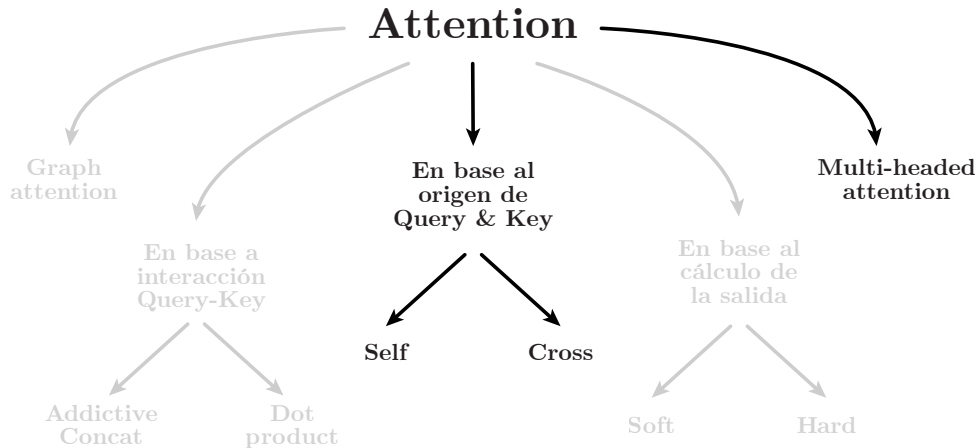 Attention
Graph
attention
En base al
origen de
Query & Key
Multi-headed
attention
En base a
interacción
Query-Key
En base al
cálculo de
la salida
Self
Cross
Addictive
Concat
Dot
product
Soft
Hard